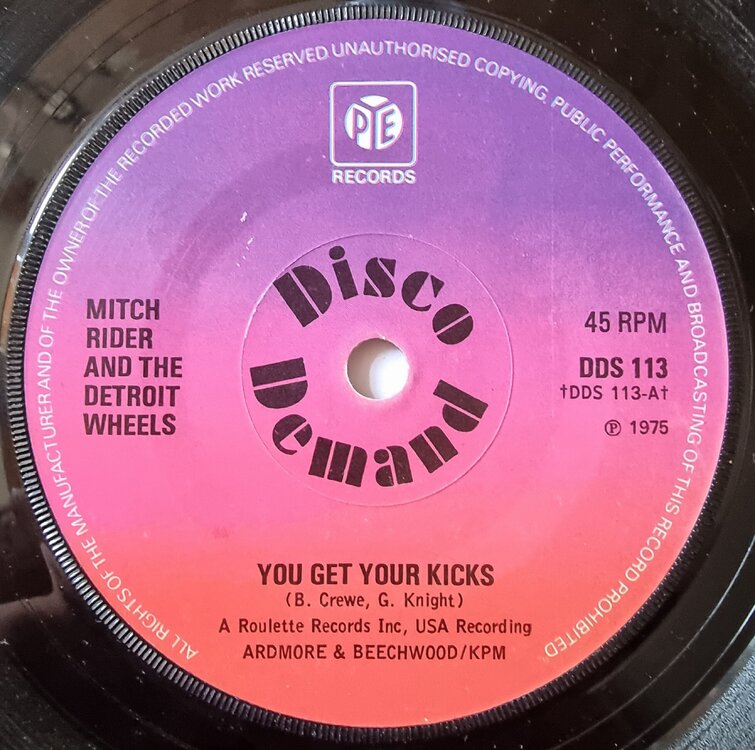 ALL RIGHTS OF THE MANUFACTURER AND OF THE OWNER OF THE RECORDED WORK RESERVED UNAUTHORISED COPYING, PUBLIC PERFORMANCE AND BROADCASTING OF THIS RECORD PROHIBITED
PYE
RECORDS
Disco
Demand
MITCH
RIDER
AND THE
DETROIT
WHEELS
45 RPM
DDS 113
†DDS 113-A†
℗ 1975
YOU GET YOUR KICKS
(B. Crewe, G. Knight)
A Roulette Records Inc, USA Recording
ARDMORE & BEECHWOOD/KPM